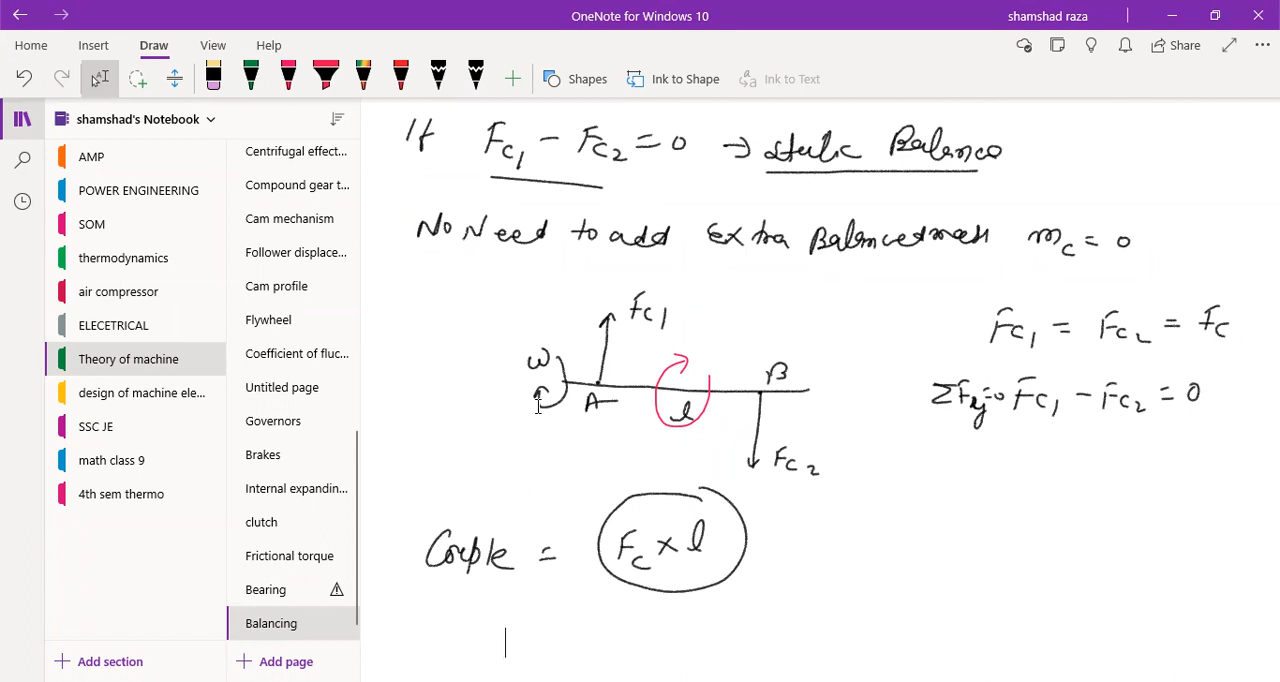 OneNote for Windows 10
shamshad raza
Home Insert Draw View Help
Share
Shapes
Ink to Shape
Ink to Text
shamshad's Notebook
AMP
POWER ENGINEERING
SOM
thermodynamics
air compressor
ELECETRICAL
Theory of machine
design of machine ele...
SSC JE
math class 9
4th sem thermo
Add section
Centrifugal effect...
Compound gear t...
Cam mechanism
Follower displace...
Cam profile
Flywheel
Coefficient of fluc...
Untitled page
Governors
Brakes
Internal expandin...
clutch
Frictional torque
Bearing
Balancing
Add page
If Fc1 - Fc2 = 0 → static Balance
No Need to add Extra Balanced mass mc = 0
Fc1
ω
A
l
B
Fc2
Fc1 = Fc2 = Fc
ΣFy=0 Fc1 - Fc2 = 0
Couple = Fc × l